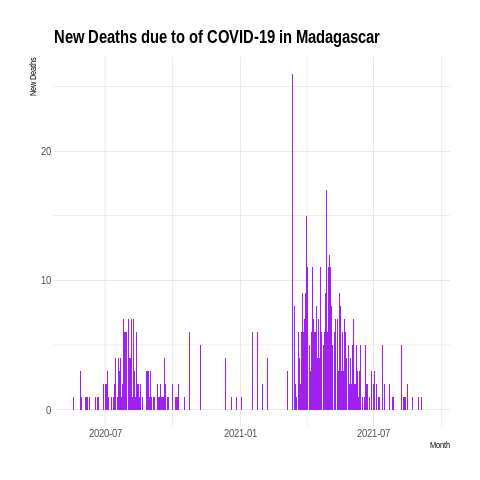 New Deaths due to of COVID-19 in Madagascar
New Deaths
20
10
0
2020-07
2021-01
2021-07
Month